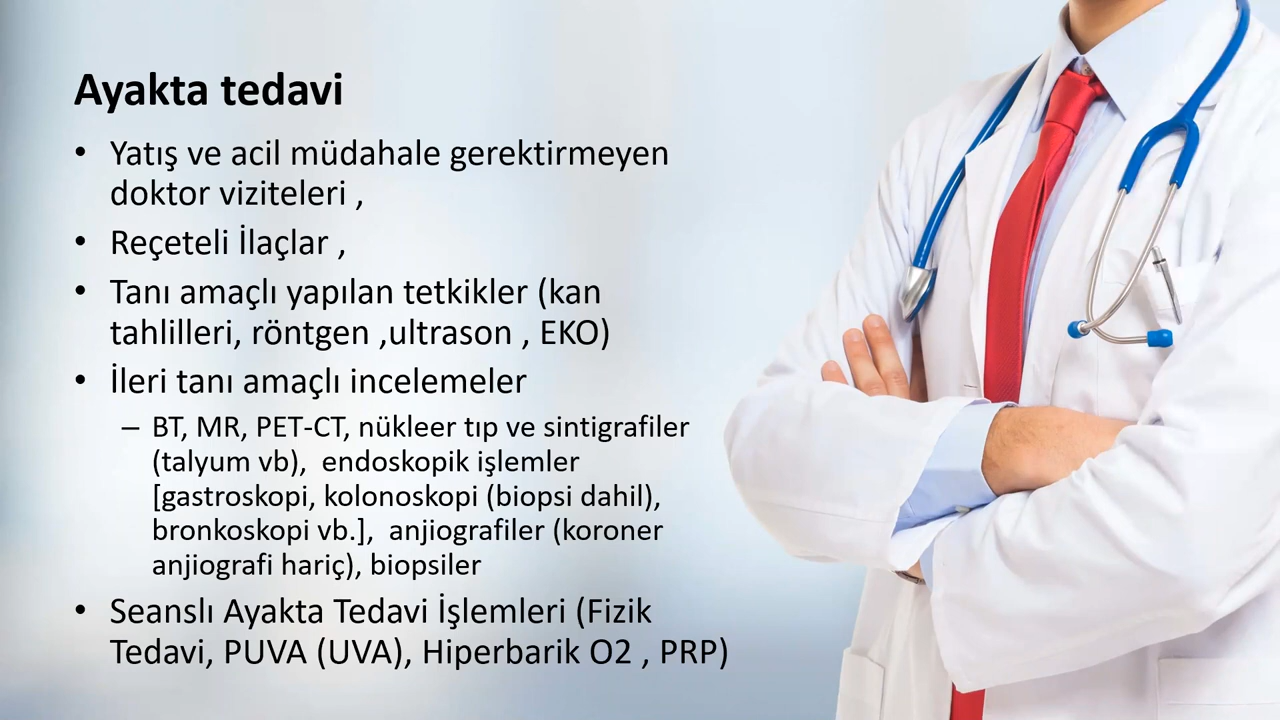 Ayakta tedavi
• Yatış ve acil müdahale gerektirmeyen
doktor viziteleri ,
• Reçeteli İlaçlar ,
• Tanı amaçlı yapılan tetkikler (kan
tahlilleri, röntgen ,ultrason , EKO)
• İleri tanı amaçlı incelemeler
– BT, MR, PET-CT, nükleer tıp ve sintigrafiler
(talyum vb),  endoskopik işlemler
[gastroskopi, kolonoskopi (biopsi dahil),
bronkoskopi vb.],  anjiografiler (koroner
anjiografi hariç), biopsiler
• Seanslı Ayakta Tedavi İşlemleri (Fizik
Tedavi, PUVA (UVA), Hiperbarik O2 , PRP)